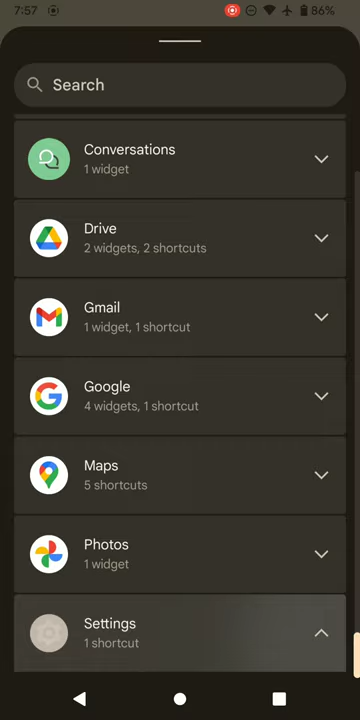 7:57
86%
Search
Conversations
1 widget
Drive
2 widgets, 2 shortcuts
Gmail
1 widget, 1 shortcut
Google
4 widgets, 1 shortcut
Maps
5 shortcuts
Photos
1 widget
Settings
1 shortcut